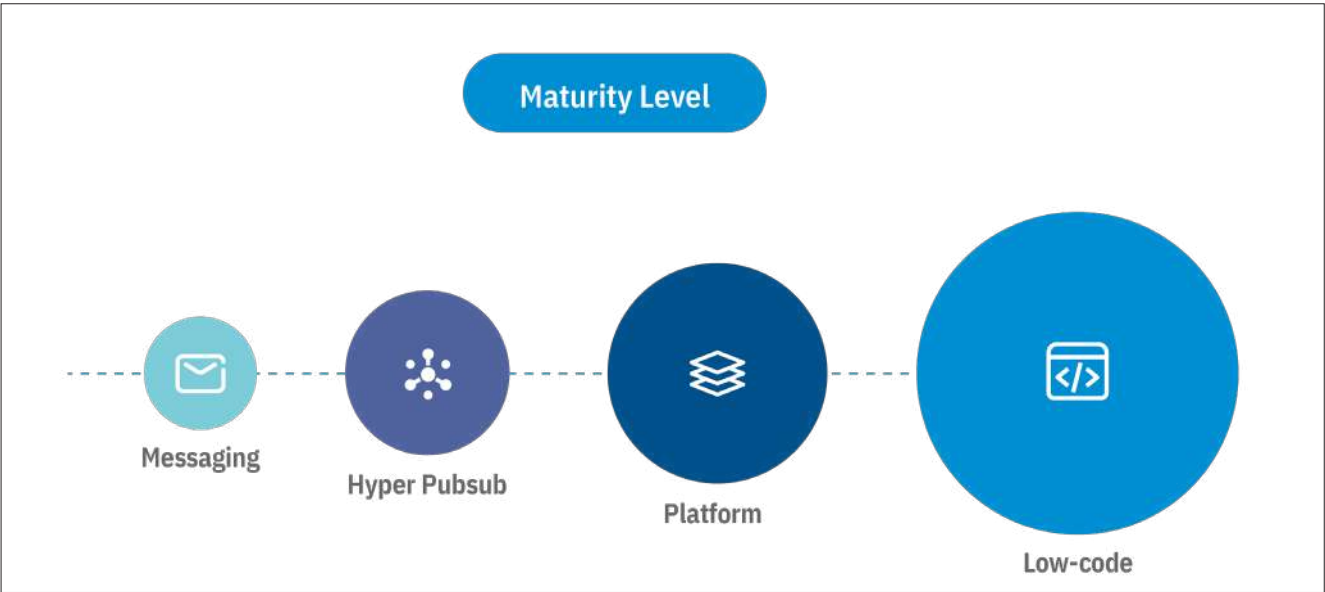 Maturity Level
Messaging
Hyper Pubsub
Platform
Low-code